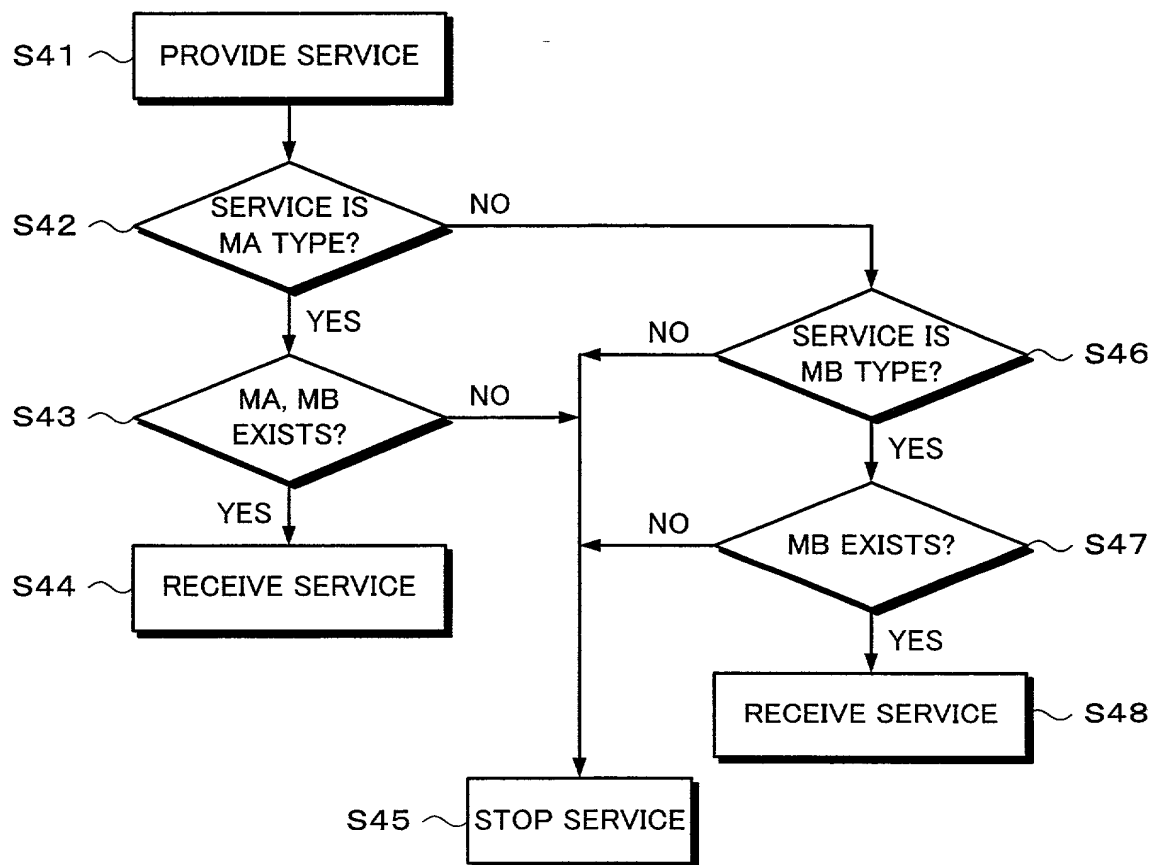 S41
PROVIDE SERVICE
S42
SERVICE IS
MA TYPE?
NO
YES
S43
MA, MB
EXISTS?
NO
YES
S44
RECEIVE SERVICE
NO
SERVICE IS
MB TYPE?
S46
YES
NO
MB EXISTS?
S47
YES
RECEIVE SERVICE
S48
S45
STOP SERVICE